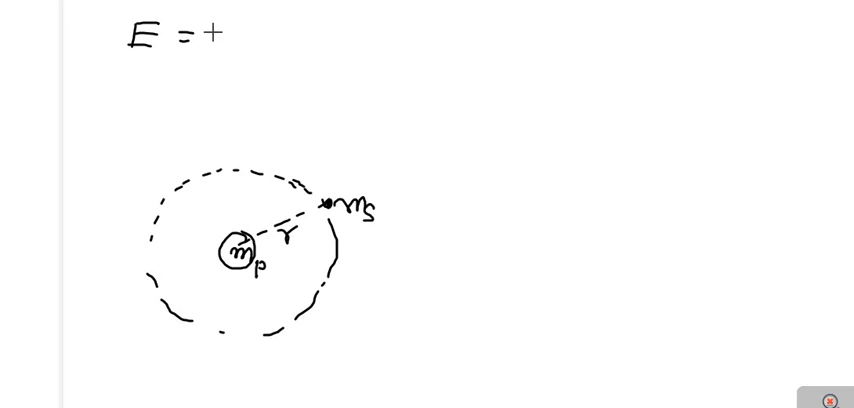 E = +
m_s
r
m_p